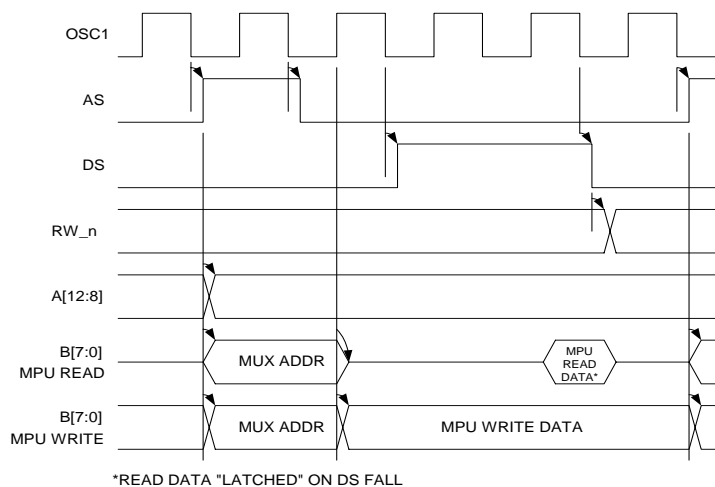 OSC1
AS
DS
RW_n
A[12:8]
B[7:0]
MPU READ
MUX ADDR
MPU
READ
DATA*
B[7:0]
MPU WRITE
MUX ADDR
MPU WRITE DATA
*READ DATA "LATCHED" ON DS FALL